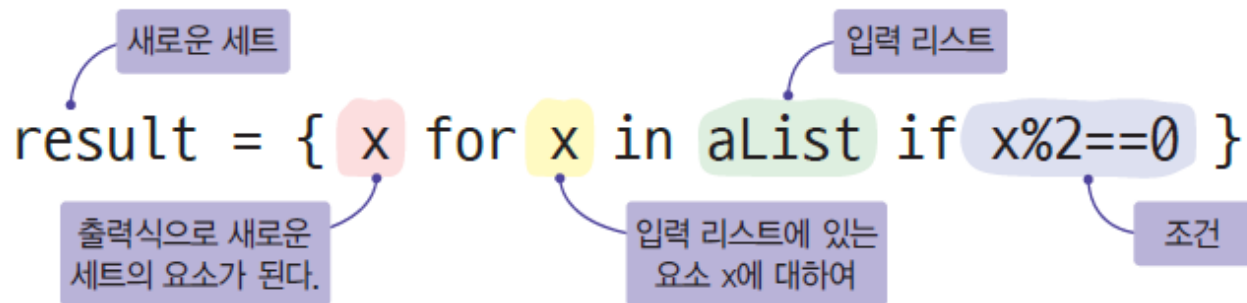 새로운 세트
입력 리스트
result = { x for x in aList if x%2==0 }
출력식으로 새로운
세트의 요소가 된다.
입력 리스트에 있는
요소 x에 대하여
조건